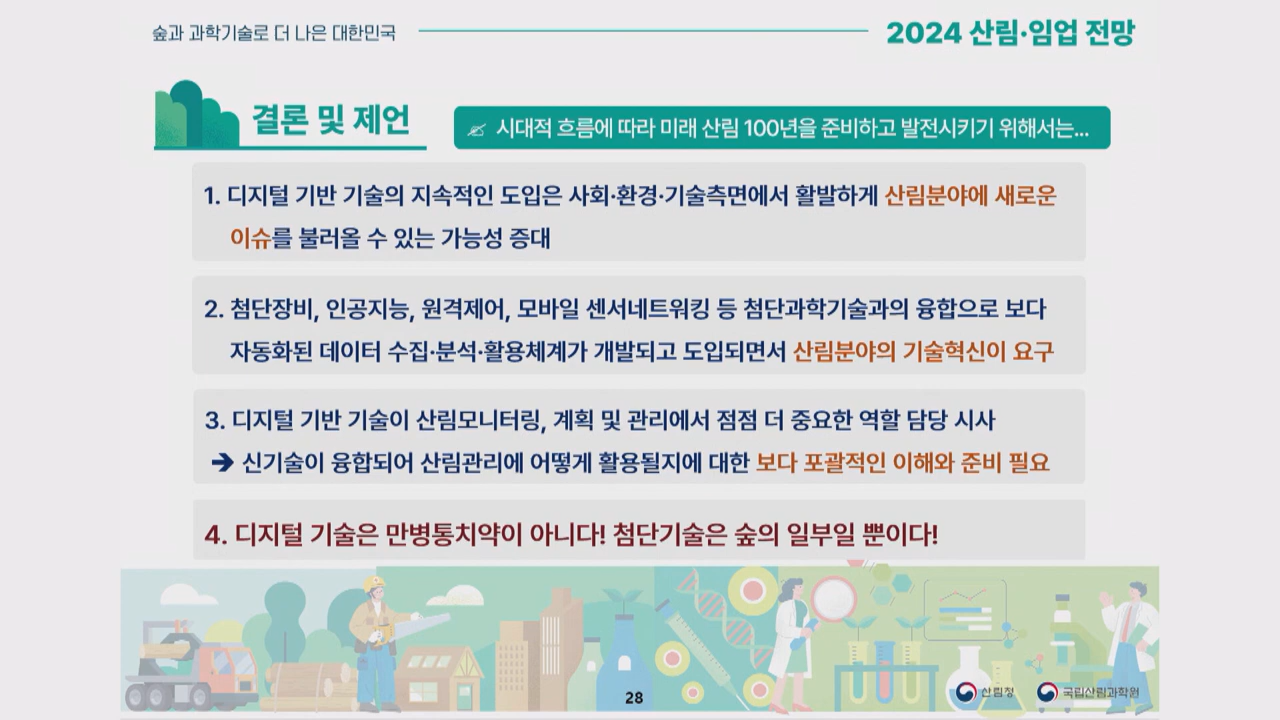 숲과 과학기술로 더 나은 대한민국
2024 산림·임업 전망
결론 및 제언
시대적 흐름에 따라 미래 산림 100년을 준비하고 발전시키기 위해서는...
1. 디지털 기반 기술의 지속적인 도입은 사회·환경·기술측면에서 활발하게 산림분야에 새로운
이슈를 불러올 수 있는 가능성 증대
2. 첨단장비, 인공지능, 원격제어, 모바일 센서네트워킹 등 첨단과학기술과의 융합으로 보다
자동화된 데이터 수집·분석·활용체계가 개발되고 도입되면서 산림분야의 기술혁신이 요구
3. 디지털 기반 기술이 산림모니터링, 계획 및 관리에서 점점 더 중요한 역할 담당 시사
➔ 신기술이 융합되어 산림관리에 어떻게 활용될지에 대한 보다 포괄적인 이해와 준비 필요
4. 디지털 기술은 만병통치약이 아니다! 첨단기술은 숲의 일부일 뿐이다!
28
산림청
국립산림과학원